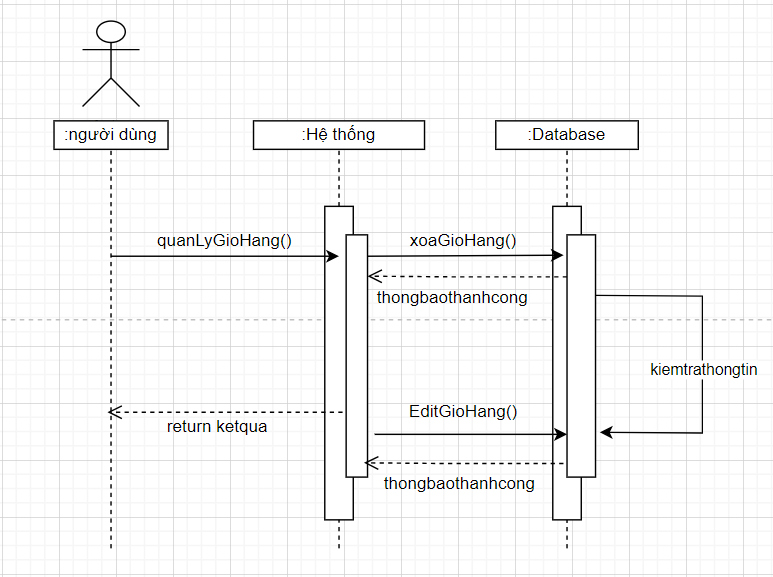 :người dùng
:Hệ thống
:Database
quanLyGioHang()
xoaGioHang()
thongbaothanhcong
kiemtrathongtin
EditGioHang()
return ketqua
thongbaothanhcong